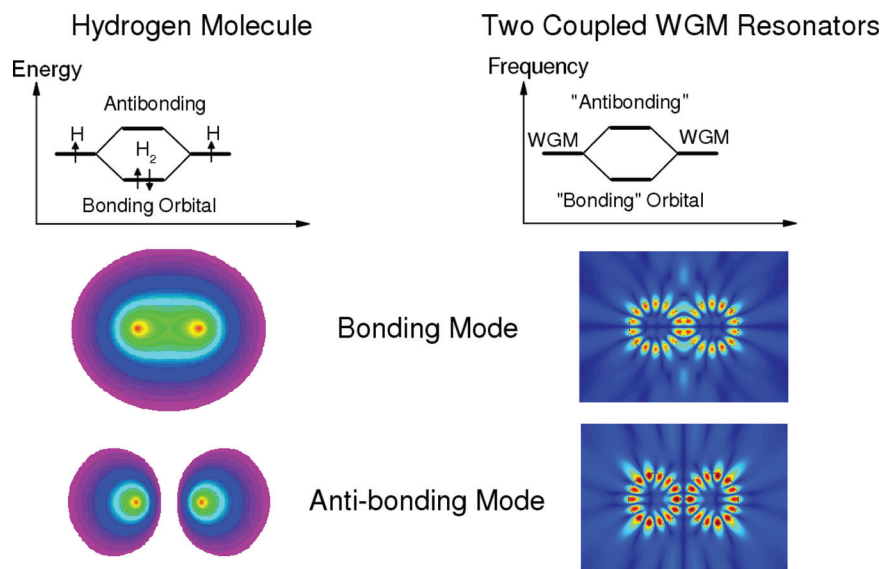 Hydrogen Molecule
Two Coupled WGM Resonators
Energy
Antibonding
H
H
H2
Bonding Orbital
Frequency
"Antibonding"
WGM
WGM
"Bonding" Orbital
Bonding Mode
Anti-bonding Mode